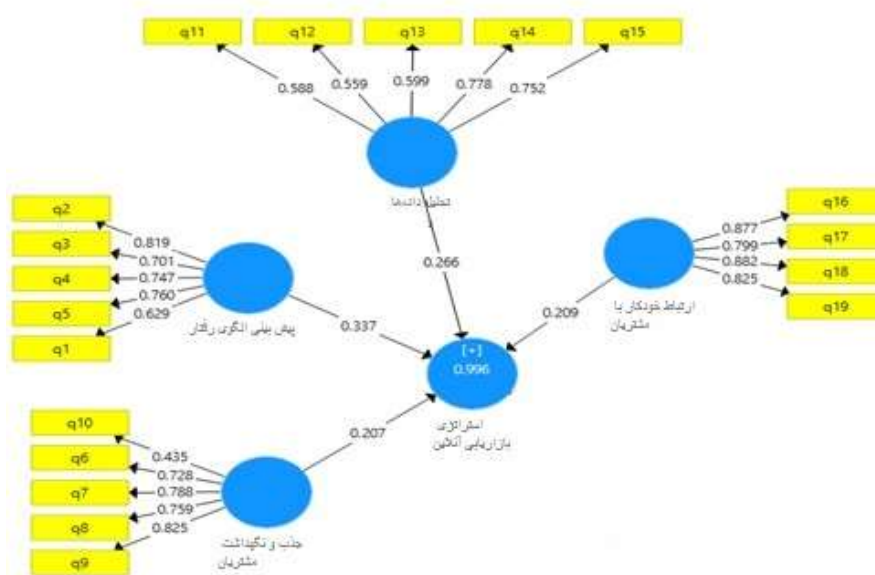 q11 q12 q13 q14 q15
0.588 0.559 0.599 0.778 0.752
تحلیل داده‌ها
q2
q3
q4
q5
q1
0.819
0.701
0.747
0.760
0.629
پیش بینی الگوی رفتار
q16
q17
q18
q19
0.877
0.799
0.882
0.825
ارتباط خودکار با
مشتریان
0.266
0.337
0.209
0.207
[+]
0.996
استراتژی
بازاریابی آنلاین
q10
q6
q7
q8
q9
0.435
0.728
0.788
0.759
0.825
جذب و نگهداشت
مشتریان